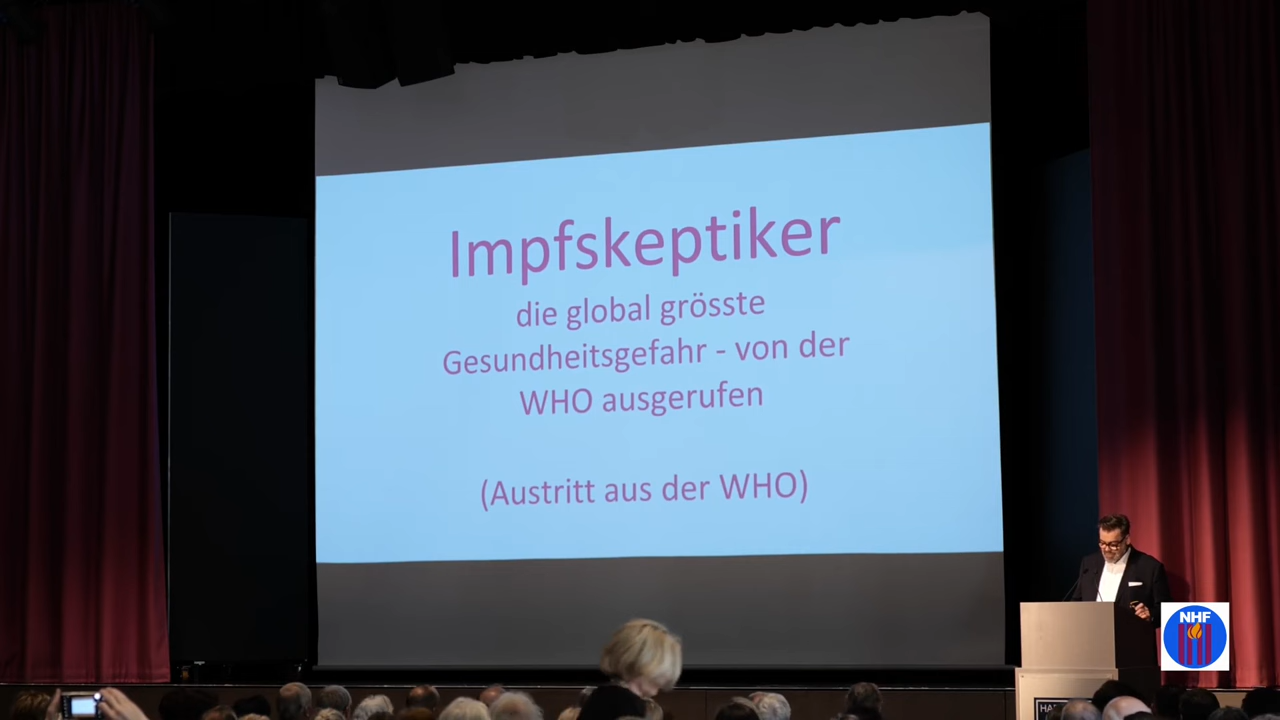 Impfskeptiker
die global grösste
Gesundheitsgefahr - von der
WHO ausgerufen
(Austritt aus der WHO)
NHF